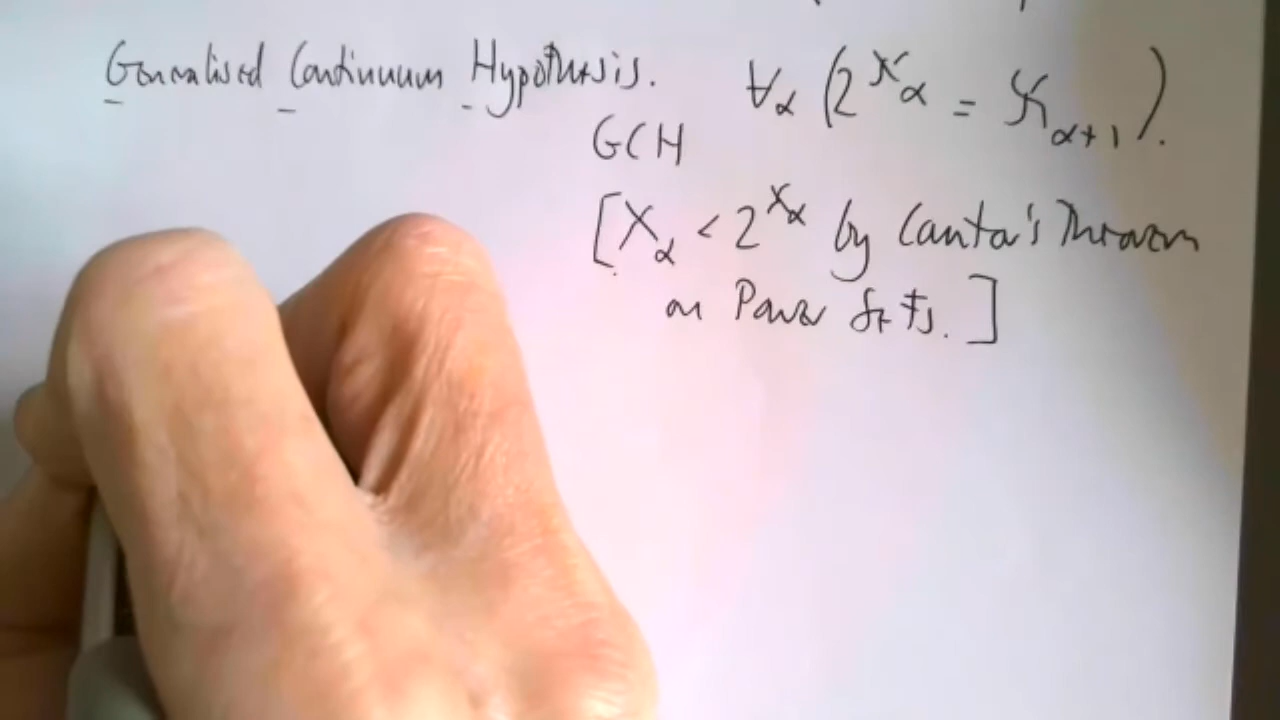 Generalised Continuum Hypothesis. ∀α (2^ℵα = ℵα+1).
GCH
[ℵα < 2^ℵα by Cantor's Theorem
on Power Sets.]